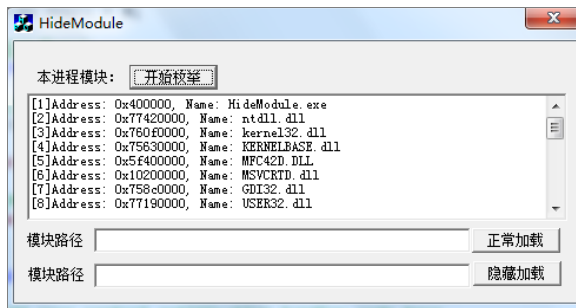 HideModule
本进程模块： 开始枚举
[1]Address: 0x400000, Name: HideModule.exe
[2]Address: 0x77420000, Name: ntdll.dll
[3]Address: 0x760f0000, Name: kernel32.dll
[4]Address: 0x75630000, Name: KERNELBASE.dll
[5]Address: 0x5f400000, Name: MFC42D.DLL
[6]Address: 0x10200000, Name: MSVCRTD.dll
[7]Address: 0x758c0000, Name: GDI32.dll
[8]Address: 0x77190000, Name: USER32.dll
模块路径 正常加载
模块路径 隐藏加载